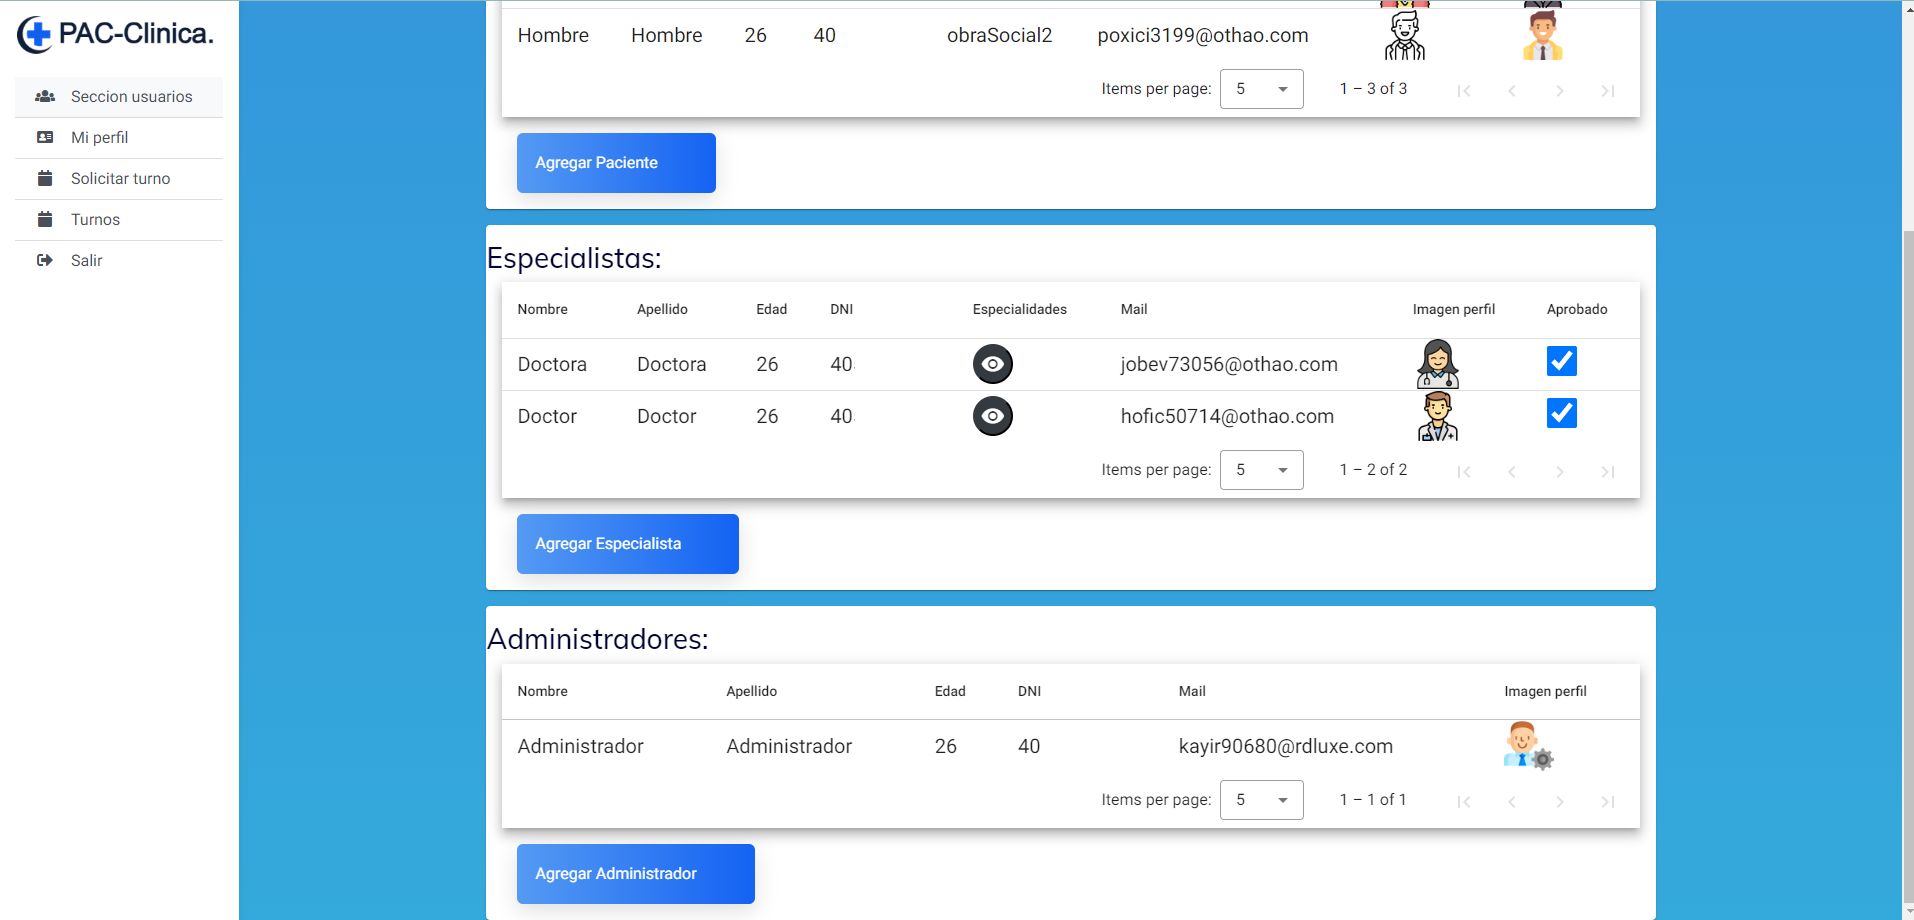 PAC-Clinica.
Seccion usuarios
Mi perfil
Solicitar turno
Turnos
Salir
Hombre Hombre 26 40 obraSocial2 poxici3199@othao.com
Items per page: 5 1 – 3 of 3
Agregar Paciente
Especialistas:
Nombre Apellido Edad DNI Especialidades Mail Imagen perfil Aprobado
Doctora Doctora 26 40 jobev73056@othao.com
Doctor Doctor 26 40 hofic50714@othao.com
Items per page: 5 1 – 2 of 2
Agregar Especialista
Administradores:
Nombre Apellido Edad DNI Mail Imagen perfil
Administrador Administrador 26 40 kayir90680@rdluxe.com
Items per page: 5 1 – 1 of 1
Agregar Administrador